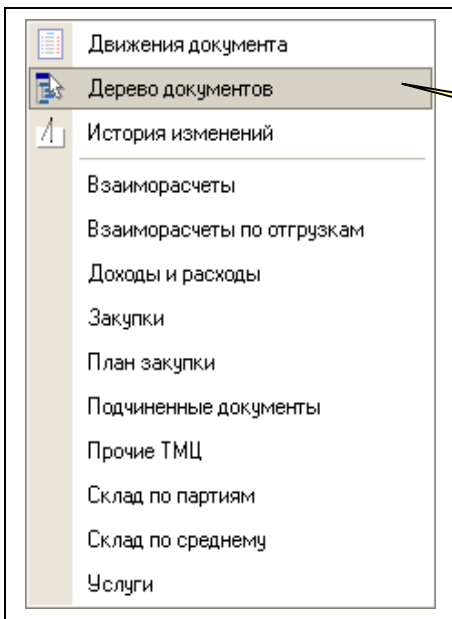 Движения документа
Дерево документов
История изменений
Взаиморасчеты
Взаиморасчеты по отгрузкам
Доходы и расходы
Закупки
План закупки
Подчиненные документы
Прочие ТМЦ
Склад по партиям
Склад по среднему
Услуги